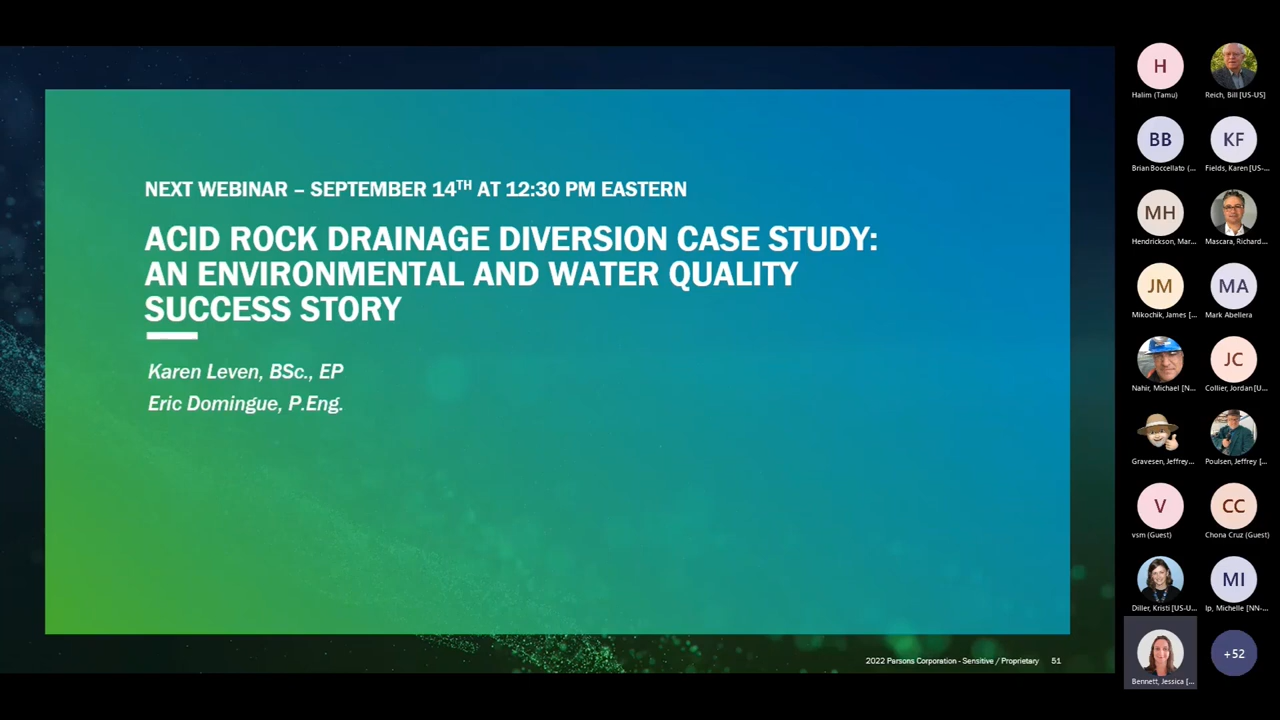 NEXT WEBINAR – SEPTEMBER 14TH AT 12:30 PM EASTERN
ACID ROCK DRAINAGE DIVERSION CASE STUDY:
AN ENVIRONMENTAL AND WATER QUALITY
SUCCESS STORY
Karen Leven, BSc., EP
Eric Domingue, P.Eng.
2022 Parsons Corporation - Sensitive / Proprietary 51
H
Halim (Tamu)
Reich, Bill [US-US]
BB
Brian Boccellato (...
KF
Fields, Karen [US-...
MH
Hendrickson, Mar...
Mascara, Richard...
JM
Mikochik, James [...
MA
Mark Abellera
Nahir, Michael [N...
JC
Collier, Jordan [U...
Gravesen, Jeffrey...
Poulsen, Jeffrey [...
V
vsm (Guest)
CC
Chona Cruz (Guest)
Diller, Kristi [US-U...
MI
Ip, Michelle [NN-...
Bennett, Jessica [...
+52